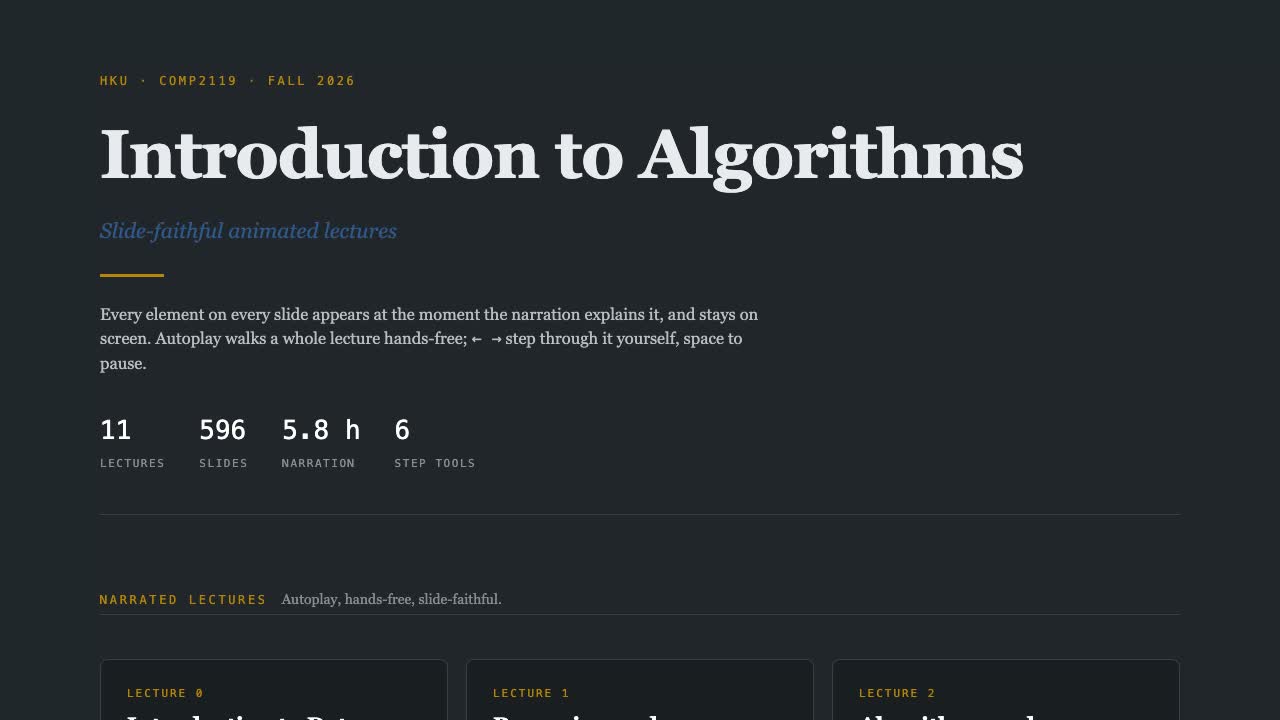 HKU · COMP2119 · FALL 2026
Introduction to Algorithms
Slide-faithful animated lectures
Every element on every slide appears at the moment the narration explains it, and stays on
screen. Autoplay walks a whole lecture hands-free; ← → step through it yourself, space to
pause.
11 596 5.8 h 6
LECTURES SLIDES NARRATION STEP TOOLS
NARRATED LECTURES Autoplay, hands-free, slide-faithful.
LECTURE 0 LECTURE 1 LECTURE 2